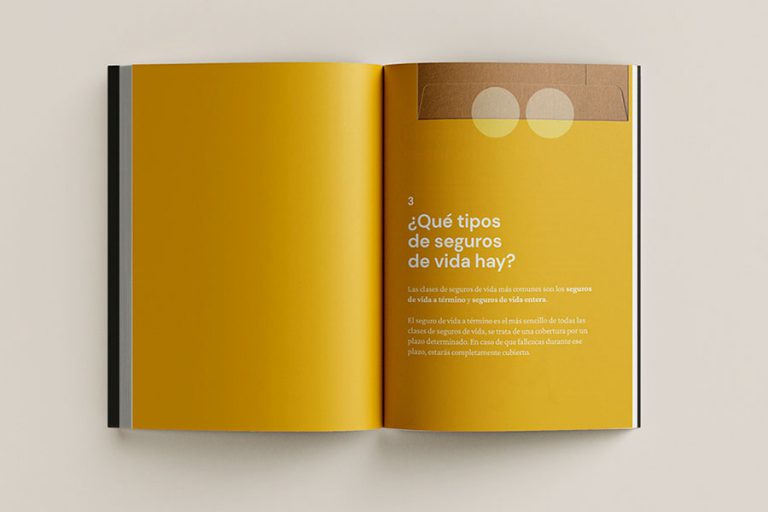 3
¿Qué tipos
de seguros
de vida hay?
Las clases de seguros de vida más comunes son los seguros
de vida a término y seguros de vida entera.
El seguro de vida a término es el más sencillo de todas las
clases de seguros de vida, se trata de una cobertura por un
plazo determinado. En caso de que fallezcas durante ese
plazo, estarás completamente cubierto.